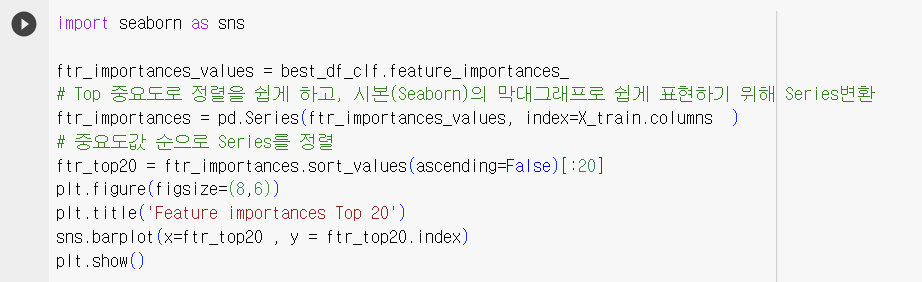 import seaborn as sns
ftr_importances_values = best_df_clf.feature_importances_
# Top 중요도로 정렬을 쉽게 하고, 시본(Seaborn)의 막대그래프로 쉽게 표현하기 위해 Series변환
ftr_importances = pd.Series(ftr_importances_values, index=X_train.columns  )
# 중요도값 순으로 Series를 정렬
ftr_top20 = ftr_importances.sort_values(ascending=False)[:20]
plt.figure(figsize=(8,6))
plt.title('Feature importances Top 20')
sns.barplot(x=ftr_top20 , y = ftr_top20.index)
plt.show()